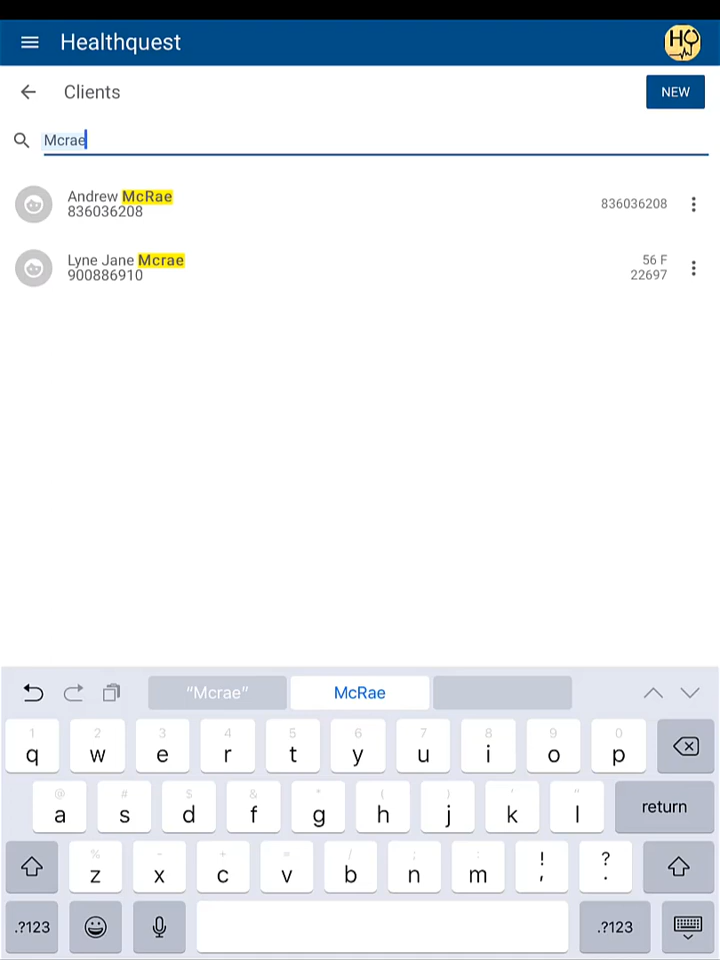 Healthquest
HQ
Clients
NEW
Mcrae
Andrew McRae
836036208
836036208
Lyne Jane Mcrae
900886910
56 F
22697
“Mcrae”
McRae
1 2 3 4 5 6 7 8 9 0
q w e r t y u i o p
@ # $ & * ( ) ' "
a s d f g h j k l return
% - + = / ; : ! ?
z x c v b n m , .
.?123 .?123